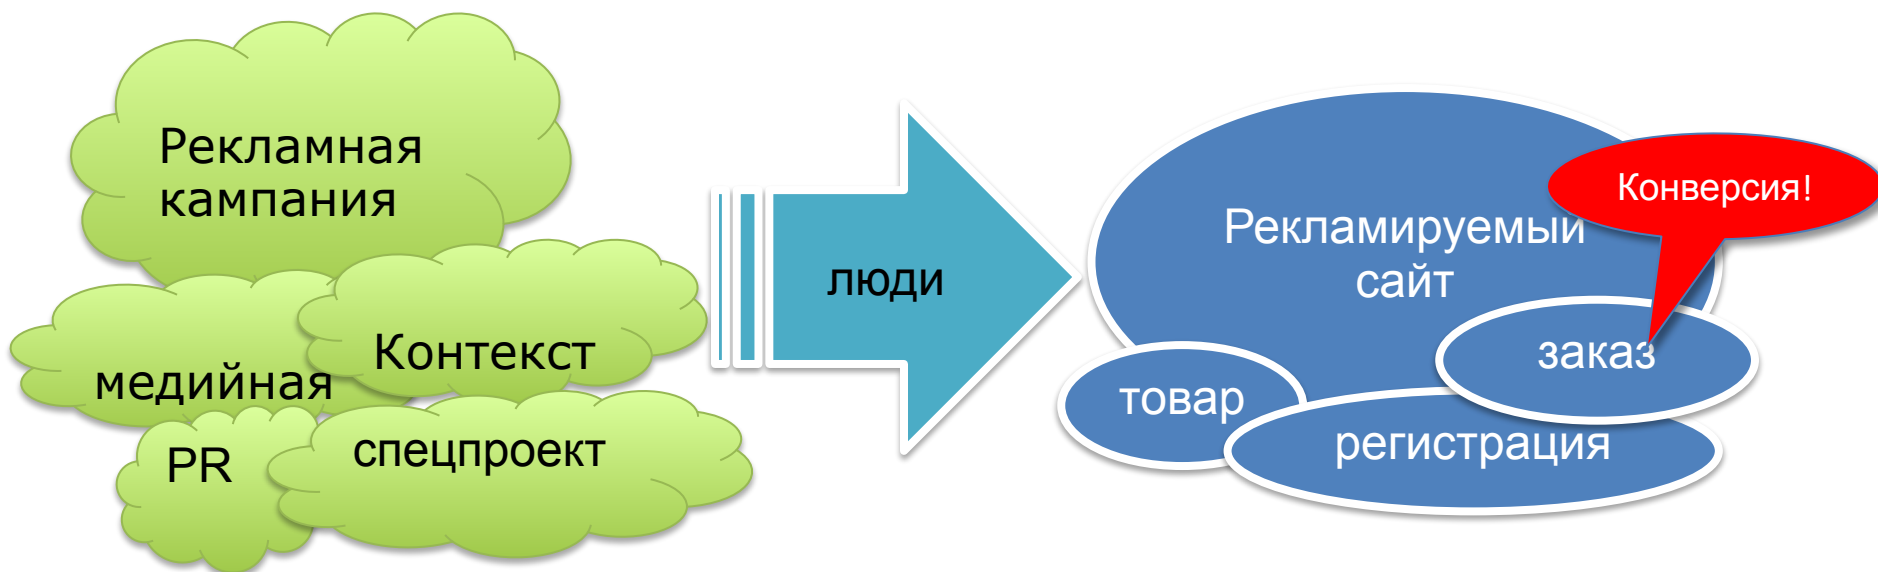 Рекламная
кампания
медийная
Контекст
PR
спецпроект
люди
Рекламируемый
сайт
Конверсия!
заказ
товар
регистрация